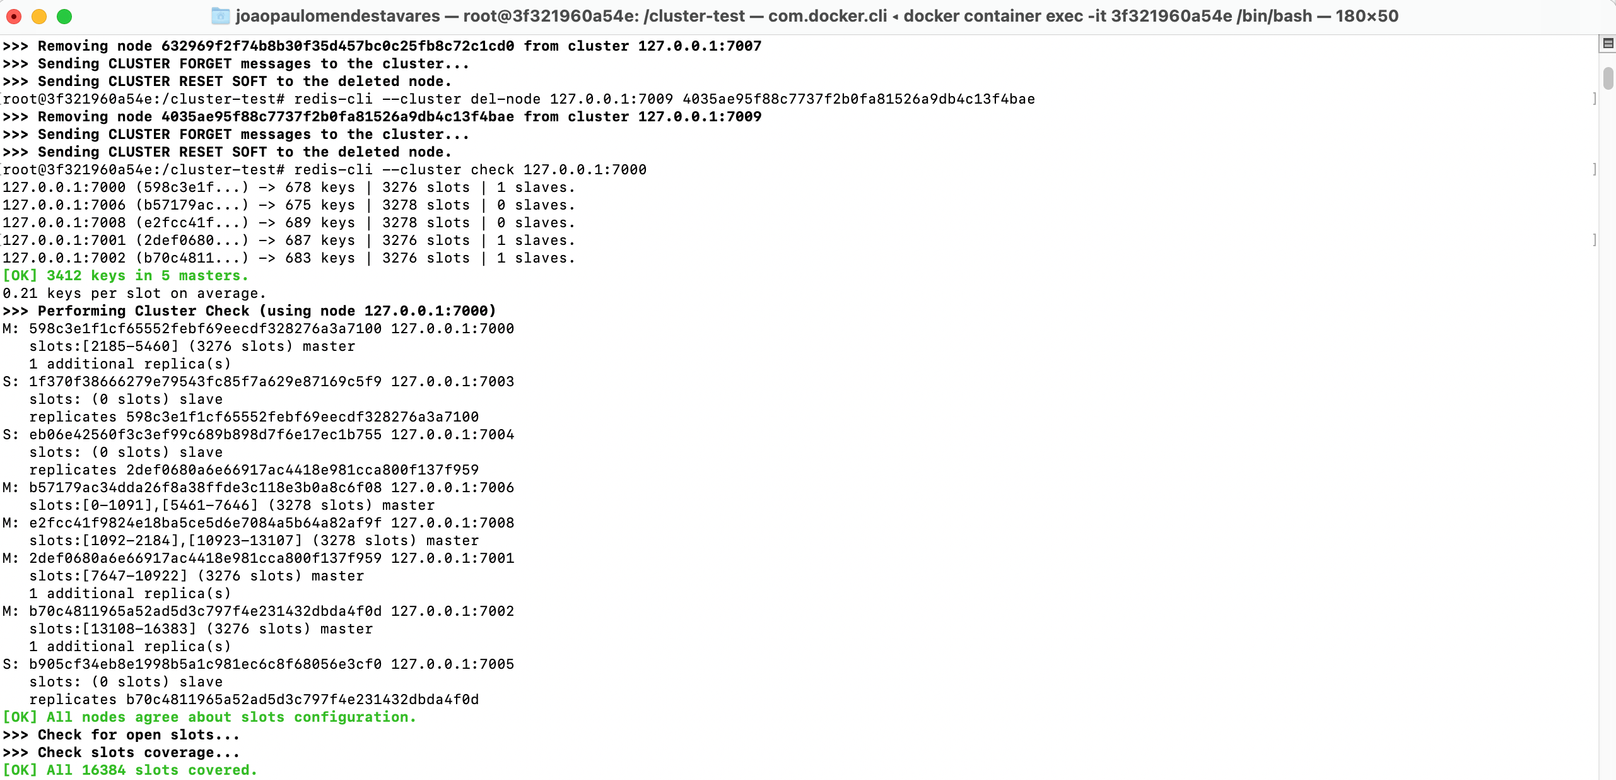 joaopaulomendestavares — root@3f321960a54e: /cluster-test — com.docker.cli ◂ docker container exec -it 3f321960a54e /bin/bash — 180×50
>>> Removing node 632969f2f74b8b30f35d457bc0c25fb8c72c1cd0 from cluster 127.0.0.1:7007
>>> Sending CLUSTER FORGET messages to the cluster...
>>> Sending CLUSTER RESET SOFT to the deleted node.
[root@3f321960a54e:/cluster-test# redis-cli --cluster del-node 127.0.0.1:7009 4035ae95f88c7737f2b0fa81526a9db4c13f4bae ]
>>> Removing node 4035ae95f88c7737f2b0fa81526a9db4c13f4bae from cluster 127.0.0.1:7009
>>> Sending CLUSTER FORGET messages to the cluster...
>>> Sending CLUSTER RESET SOFT to the deleted node.
[root@3f321960a54e:/cluster-test# redis-cli --cluster check 127.0.0.1:7000 ]
127.0.0.1:7000 (598c3e1f...) -> 678 keys | 3276 slots | 1 slaves.
127.0.0.1:7006 (b57179ac...) -> 675 keys | 3278 slots | 0 slaves.
127.0.0.1:7008 (e2fcc41f...) -> 689 keys | 3278 slots | 0 slaves.
[127.0.0.1:7001 (2def0680...) -> 687 keys | 3276 slots | 1 slaves. ]
127.0.0.1:7002 (b70c4811...) -> 683 keys | 3276 slots | 1 slaves.
[OK] 3412 keys in 5 masters.
0.21 keys per slot on average.
>>> Performing Cluster Check (using node 127.0.0.1:7000)
M: 598c3e1f1cf65552febf69eecdf328276a3a7100 127.0.0.1:7000
slots:[2185-5460] (3276 slots) master
1 additional replica(s)
S: 1f370f38666279e79543fc85f7a629e87169c5f9 127.0.0.1:7003
slots: (0 slots) slave
replicates 598c3e1f1cf65552febf69eecdf328276a3a7100
S: eb06e42560f3c3ef99c689b898d7f6e17ec1b755 127.0.0.1:7004
slots: (0 slots) slave
replicates 2def0680a6e66917ac4418e981cca800f137f959
M: b57179ac34dda26f8a38ffde3c118e3b0a8c6f08 127.0.0.1:7006
slots:[0-1091],[5461-7646] (3278 slots) master
M: e2fcc41f9824e18ba5ce5d6e7084a5b64a82af9f 127.0.0.1:7008
slots:[1092-2184],[10923-13107] (3278 slots) master
M: 2def0680a6e66917ac4418e981cca800f137f959 127.0.0.1:7001
slots:[7647-10922] (3276 slots) master
1 additional replica(s)
M: b70c4811965a52ad5d3c797f4e231432dbda4f0d 127.0.0.1:7002
slots:[13108-16383] (3276 slots) master
1 additional replica(s)
S: b905cf34eb8e1998b5a1c981ec6c8f68056e3cf0 127.0.0.1:7005
slots: (0 slots) slave
replicates b70c4811965a52ad5d3c797f4e231432dbda4f0d
[OK] All nodes agree about slots configuration.
>>> Check for open slots...
>>> Check slots coverage...
[OK] All 16384 slots covered.